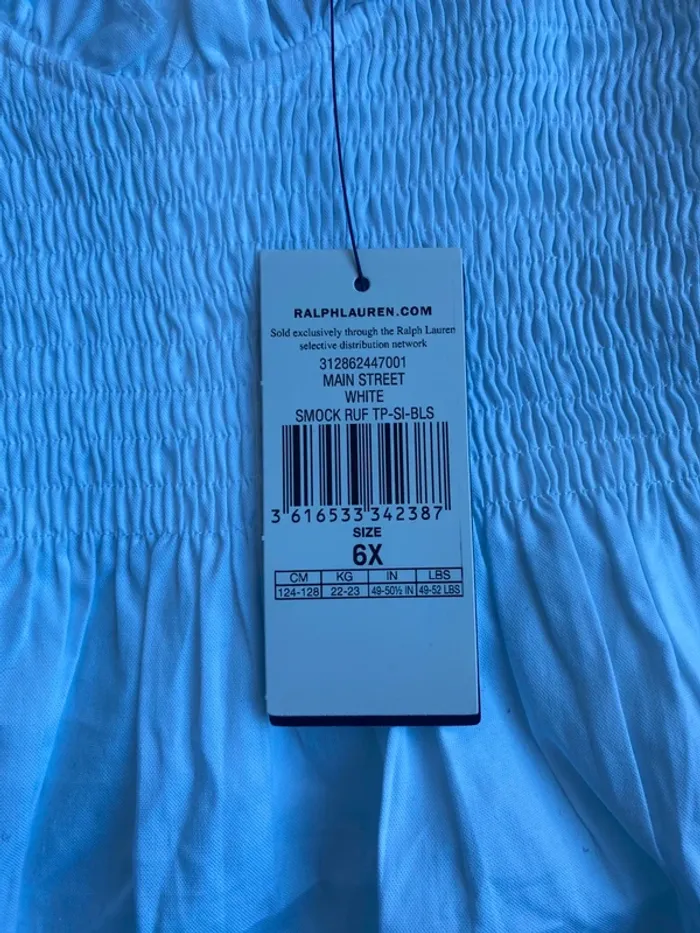 RALPHLAUREN.COM
Sold exclusively through the Ralph Lauren
selective distribution network
312862447001
MAIN STREET
WHITE
SMOCK RUF TP-SI-BLS
3 616533 342387
SIZE
6X
CM KG IN LBS
124-128 22-23 49-50½ IN 49-52 LBS